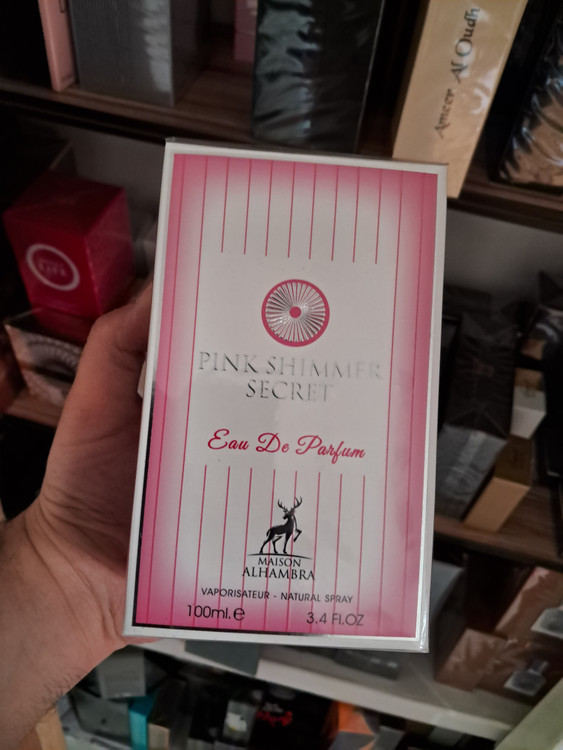 Ameer Al Oudh
PINK SHIMMER
SECRET
Eau De Parfum
MAISON
ALHAMBRA
VAPORISATEUR - NATURAL SPRAY
100ml.e 3.4 Fl.OZ